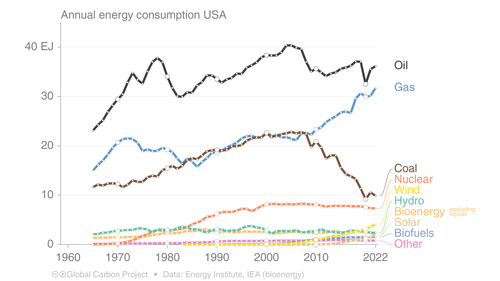 Annual energy consumption USA
40 EJ
30
20
10
0
1960
1970
1980
1990
2000
2010
2022
Oil
Gas
Coal
Nuclear
Wind
Hydro
Bioenergy excluding liquids
Solar
Biofuels
Other
Global Carbon Project • Data: Energy Institute, IEA (bioenergy)